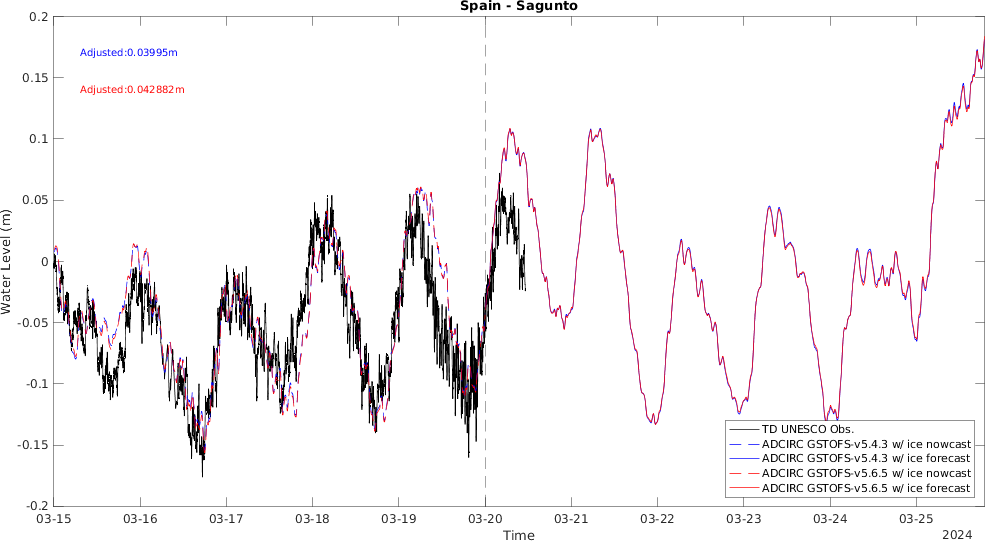 Spain - Sagunto
0.2
Adjusted:0.03995m
0.15
Adjusted:0.042882m
0.1
0.05
0
-0.05
-0.1
-0.15
-0.2
Water Level (m)
TD UNESCO Obs.
ADCIRC GSTOFS-v5.4.3 w/ ice nowcast
ADCIRC GSTOFS-v5.4.3 w/ ice forecast
ADCIRC GSTOFS-v5.6.5 w/ ice nowcast
ADCIRC GSTOFS-v5.6.5 w/ ice forecast
03-15 03-16 03-17 03-18 03-19 03-20 03-21 03-22 03-23 03-24 03-25
Time
2024